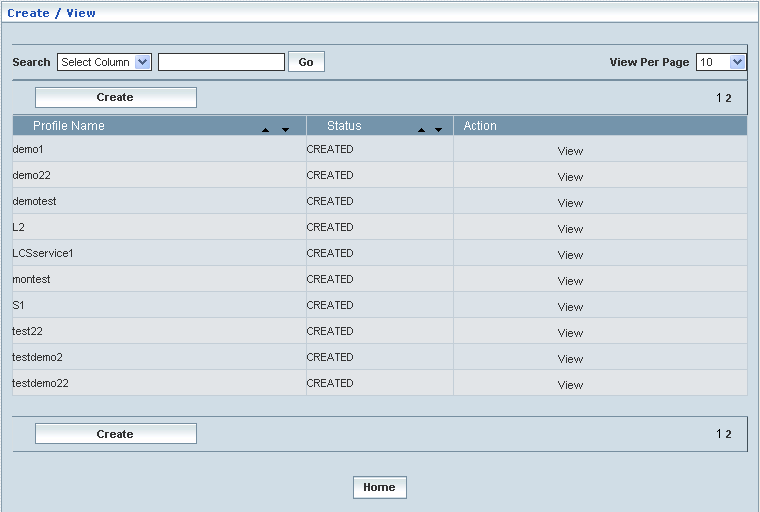 Create / View
Search Select Column Go View Per Page 10
Create 1 2
Profile Name Status Action
demo1 CREATED View
demo22 CREATED View
demotest CREATED View
L2 CREATED View
LCSservice1 CREATED View
montest CREATED View
S1 CREATED View
test22 CREATED View
testdemo2 CREATED View
testdemo22 CREATED View
Create 1 2
Home